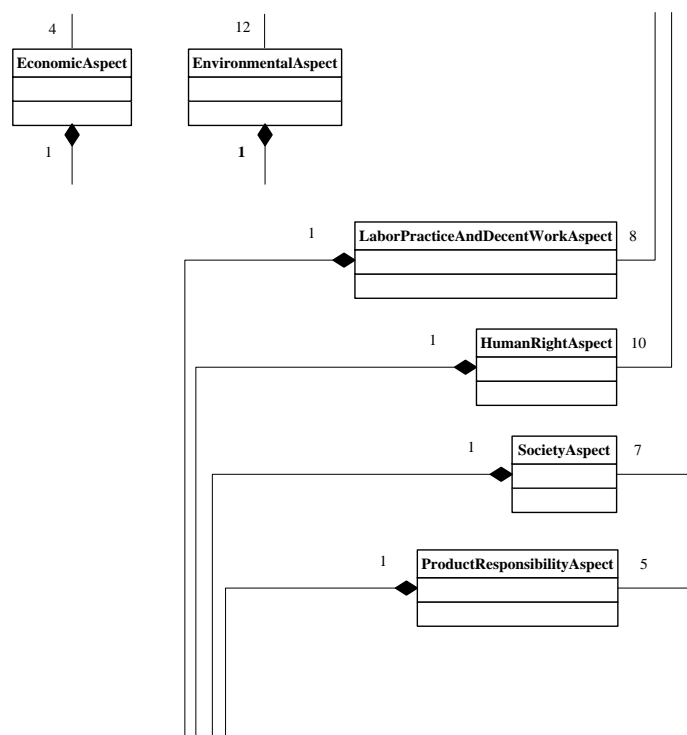 4
12
EconomicAspect
EnvironmentalAspect
1
1
1
LaborPracticeAndDecentWorkAspect
8
1
HumanRightAspect
10
1
SocietyAspect
7
1
ProductResponsibilityAspect
5